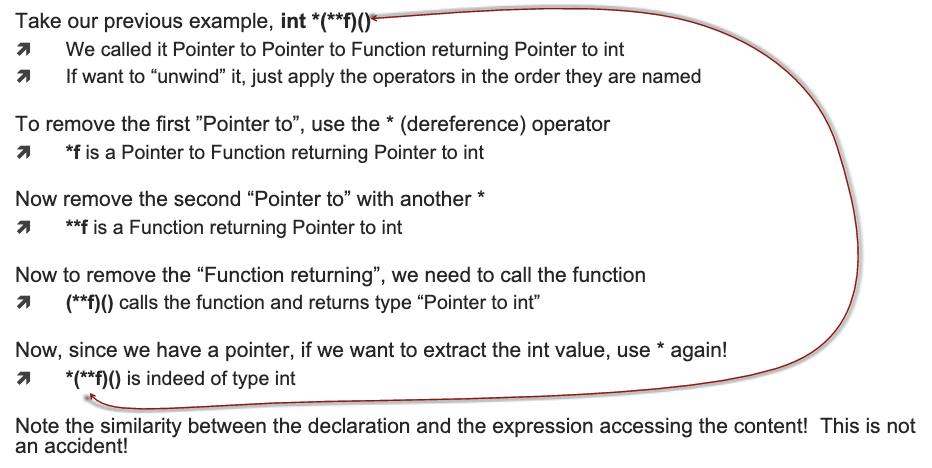 Take our previous example, int *(**f)()
We called it Pointer to Pointer to Function returning Pointer to int
If want to “unwind” it, just apply the operators in the order they are named
To remove the first ”Pointer to”, use the * (dereference) operator
*f is a Pointer to Function returning Pointer to int
Now remove the second “Pointer to” with another *
**f is a Function returning Pointer to int
Now to remove the “Function returning”, we need to call the function
(**f)() calls the function and returns type “Pointer to int”
Now, since we have a pointer, if we want to extract the int value, use * again!
*(**f)() is indeed of type int
Note the similarity between the declaration and the expression accessing the content!  This is not
an accident!